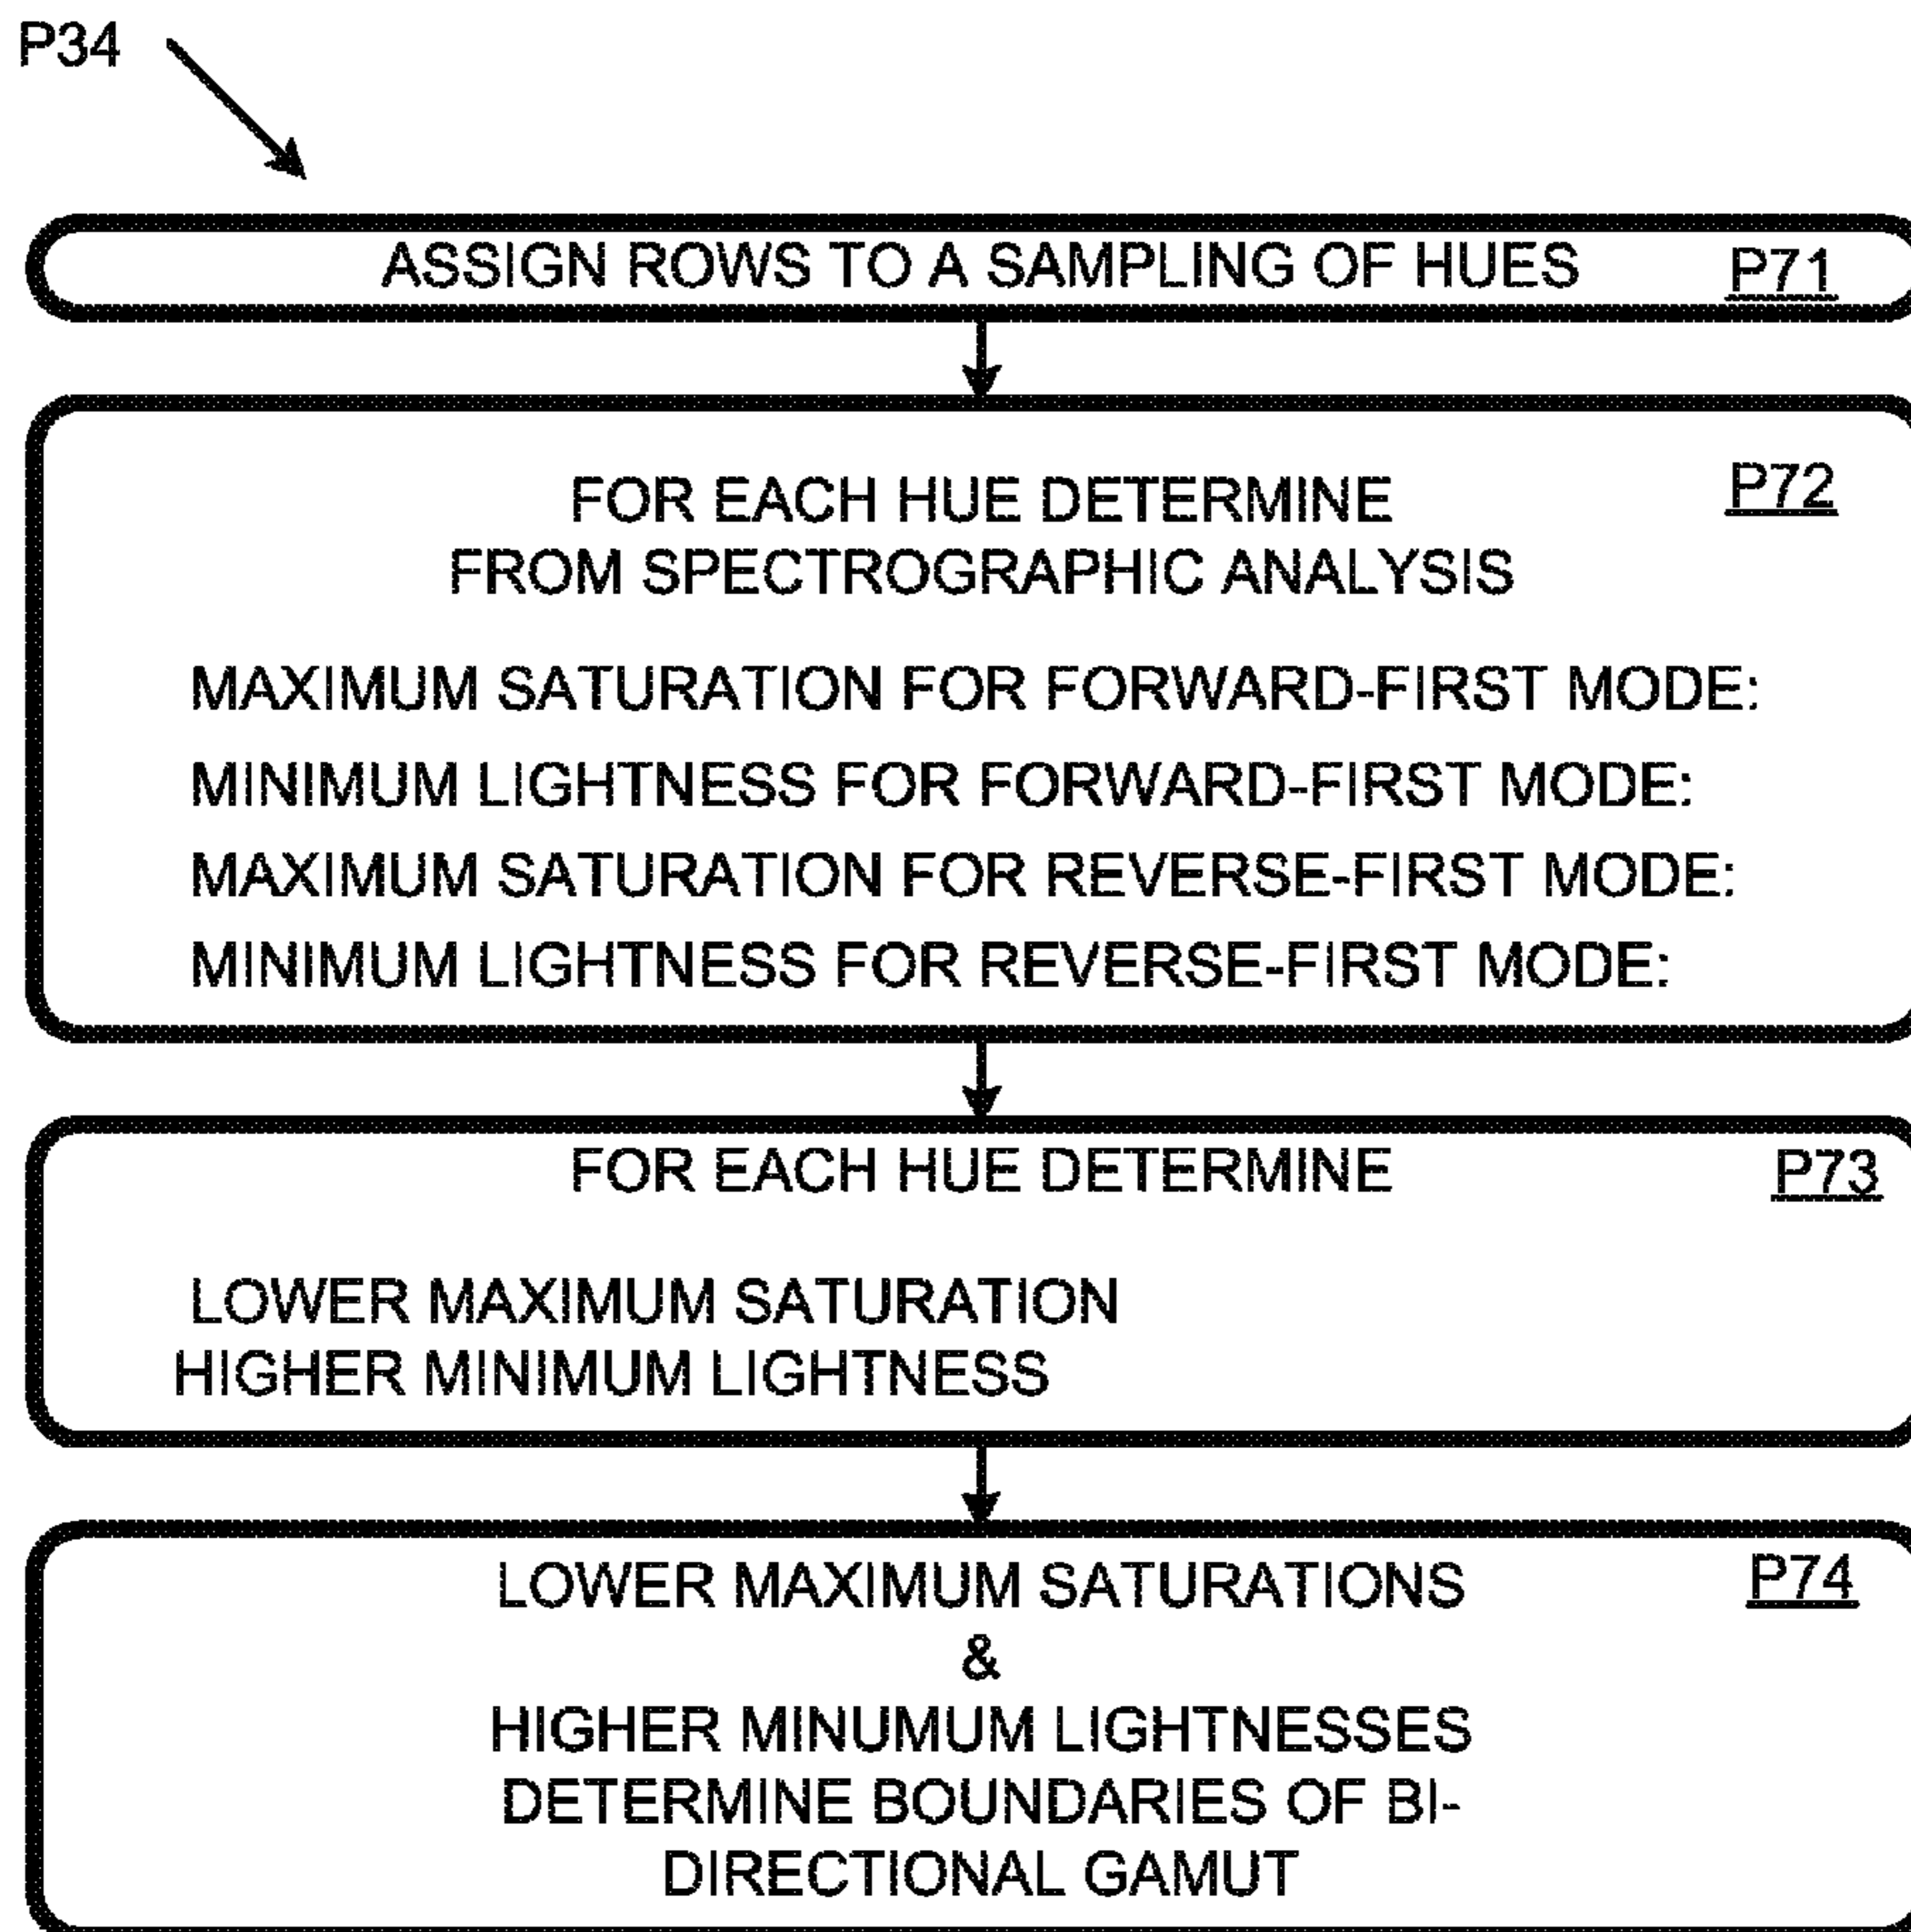 P34
ASSIGN ROWS TO A SAMPLING OF HUES P71
P72
FOR EACH HUE DETERMINE
FROM SPECTROGRAPHIC ANALYSIS
MAXIMUM SATURATION FOR FORWARD-FIRST MODE:
MINIMUM LIGHTNESS FOR FORWARD-FIRST MODE:
MAXIMUM SATURATION FOR REVERSE-FIRST MODE:
MINIMUM LIGHTNESS FOR REVERSE-FIRST MODE:
FOR EACH HUE DETERMINE P73
LOWER MAXIMUM SATURATION
HIGHER MINIMUM LIGHTNESS
LOWER MAXIMUM SATURATIONS P74
&
HIGHER MINUMUM LIGHTNESSES
DETERMINE BOUNDARIES OF BI-
DIRECTIONAL GAMUT